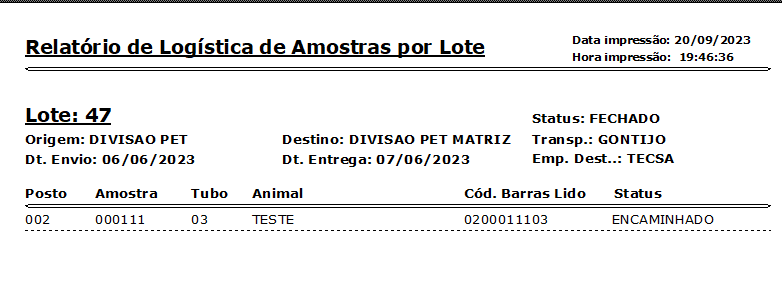 Relatório de Logística de Amostras por Lote
Data impressão: 20/09/2023
Hora impressão: 19:46:36
Lote: 47
Status: FECHADO
Origem: DIVISAO PET Destino: DIVISAO PET MATRIZ Transp.: GONTIJO
Dt. Envio: 06/06/2023 Dt. Entrega: 07/06/2023 Emp. Dest..: TECSA
Posto Amostra Tubo Animal Cód. Barras Lido Status
002 000111 03 TESTE 0200011103 ENCAMINHADO